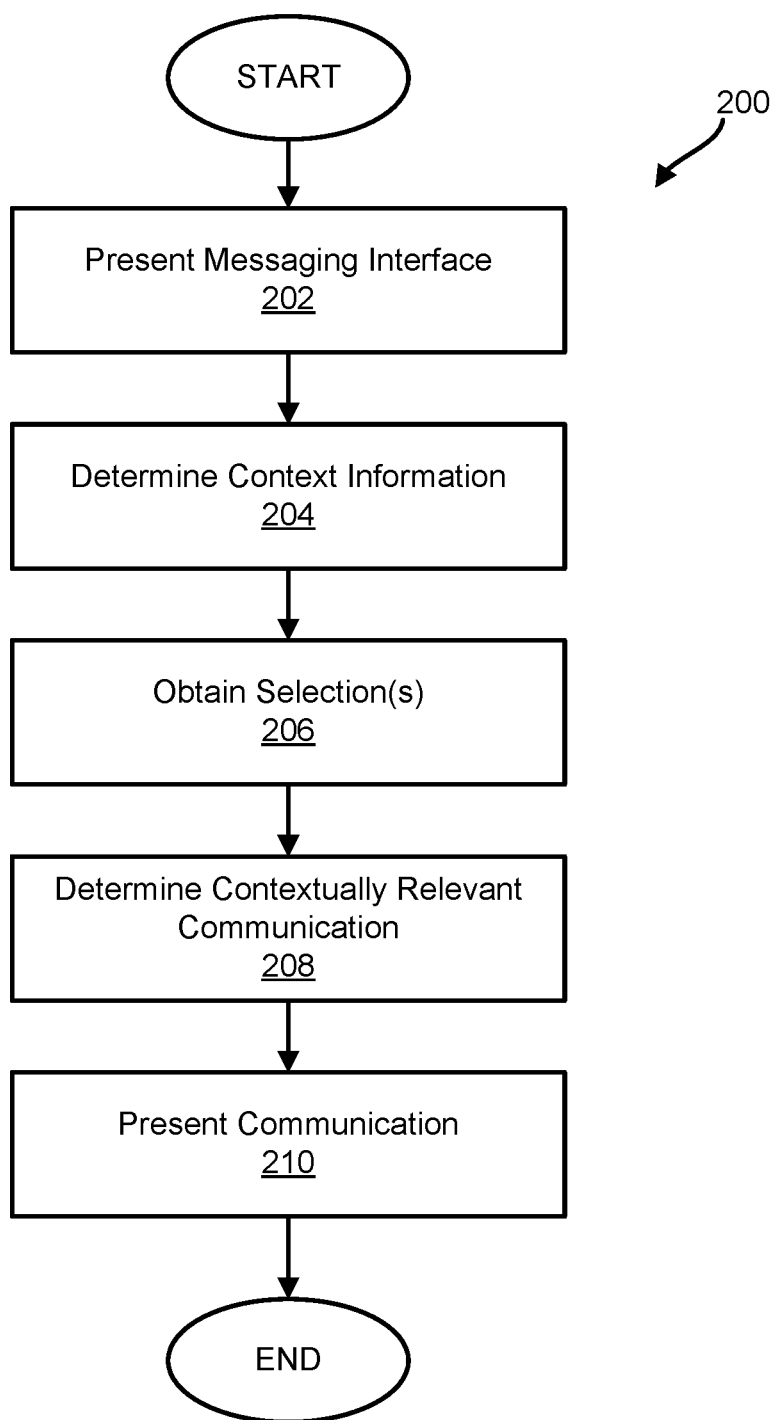 START
200
Present Messaging Interface
202
Determine Context Information
204
Obtain Selection(s)
206
Determine Contextually Relevant
Communication
208
Present Communication
210
END